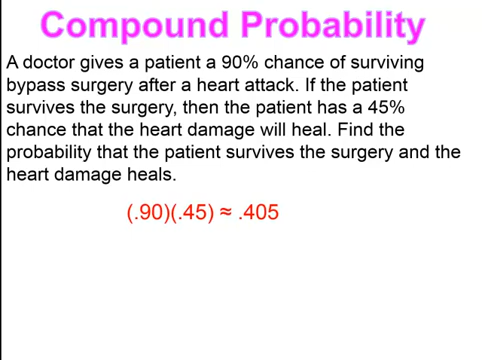 Compound Probability
A doctor gives a patient a 90% chance of surviving
bypass surgery after a heart attack. If the patient
survives the surgery, then the patient has a 45%
chance that the heart damage will heal. Find the
probability that the patient survives the surgery and the
heart damage heals.
(.90)(.45) ≈ .405